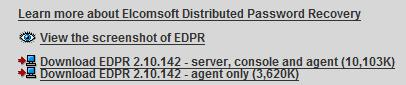 Learn more about Elcomsoft Distributed Password Recovery
View the screenshot of EDPR
Download EDPR 2.10.142 - server, console and agent (10,103K)
Download EDPR 2.10.142 - agent only (3,620K)